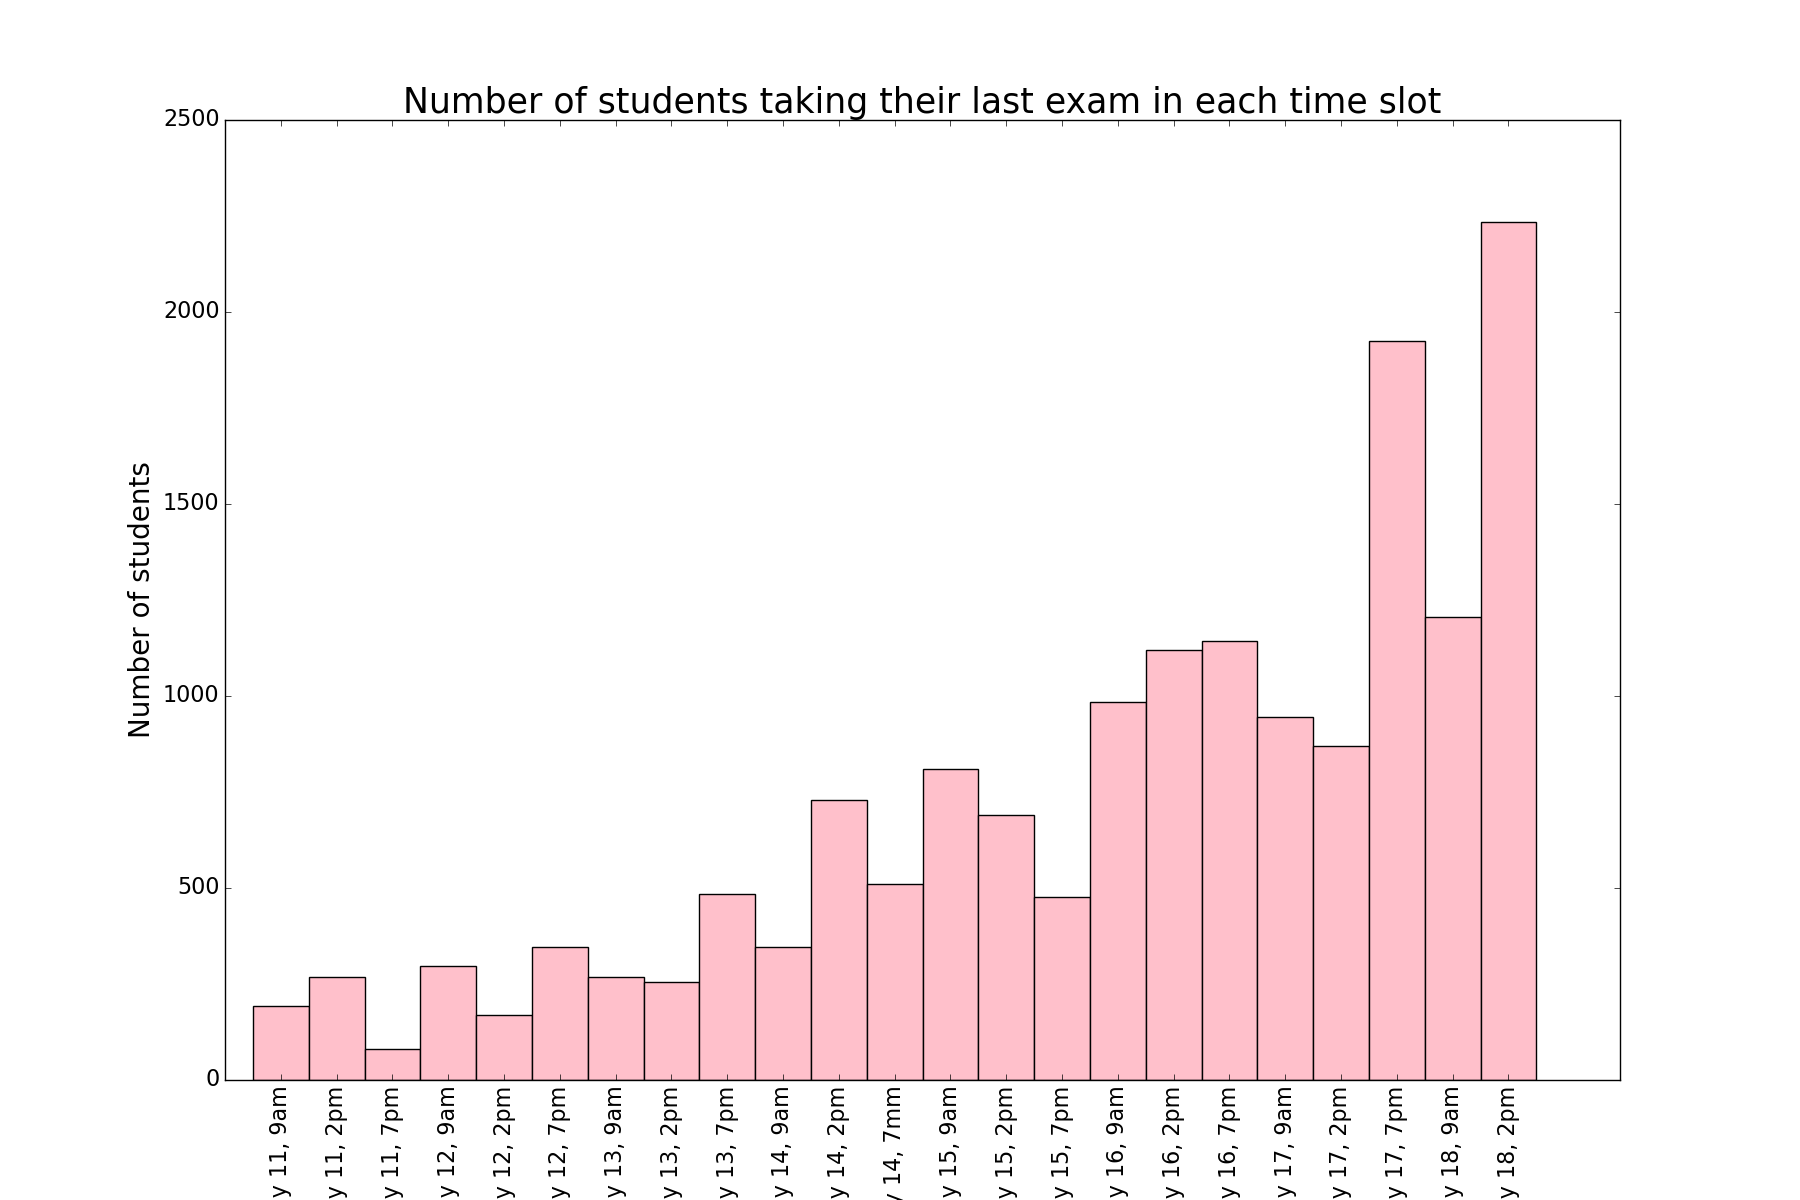 Number of students taking their last exam in each time slot
Number of students
2500
2000
1500
1000
500
0
y 11, 9am
y 11, 2pm
y 11, 7pm
y 12, 9am
y 12, 2pm
y 12, 7pm
y 13, 9am
y 13, 2pm
y 13, 7pm
y 14, 9am
y 14, 2pm
y 14, 7mm
y 15, 9am
y 15, 2pm
y 15, 7pm
y 16, 9am
y 16, 2pm
y 16, 7pm
y 17, 9am
y 17, 2pm
y 17, 7pm
y 18, 9am
y 18, 2pm